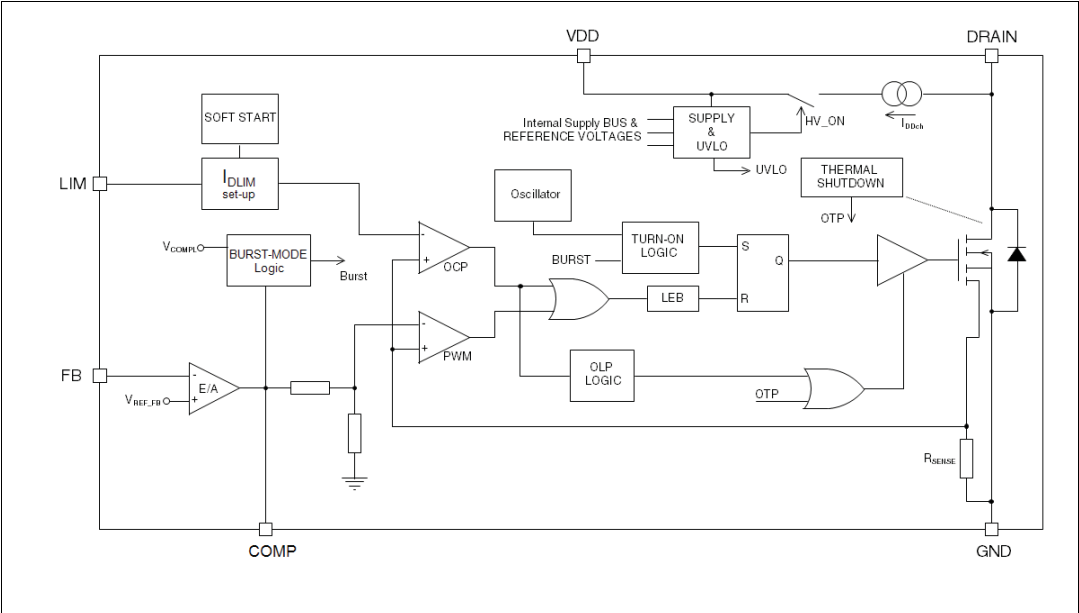 VDD
DRAIN
SOFT START
Internal Supply BUS &
REFERENCE VOLTAGES
SUPPLY
&
UVLO
HV_ON
IDDch
UVLO
LIM
IDLIM
set-up
Oscillator
THERMAL
SHUTDOWN
OTP
VCOMPL
BURST-MODE
Logic
Burst
-
+
OCP
BURST
TURN-ON
LOGIC
S
Q
R
LEB
-
+
PWM
FB
-
E/A
+
VREF_FB
OLP
LOGIC
OTP
RSENSE
COMP
GND